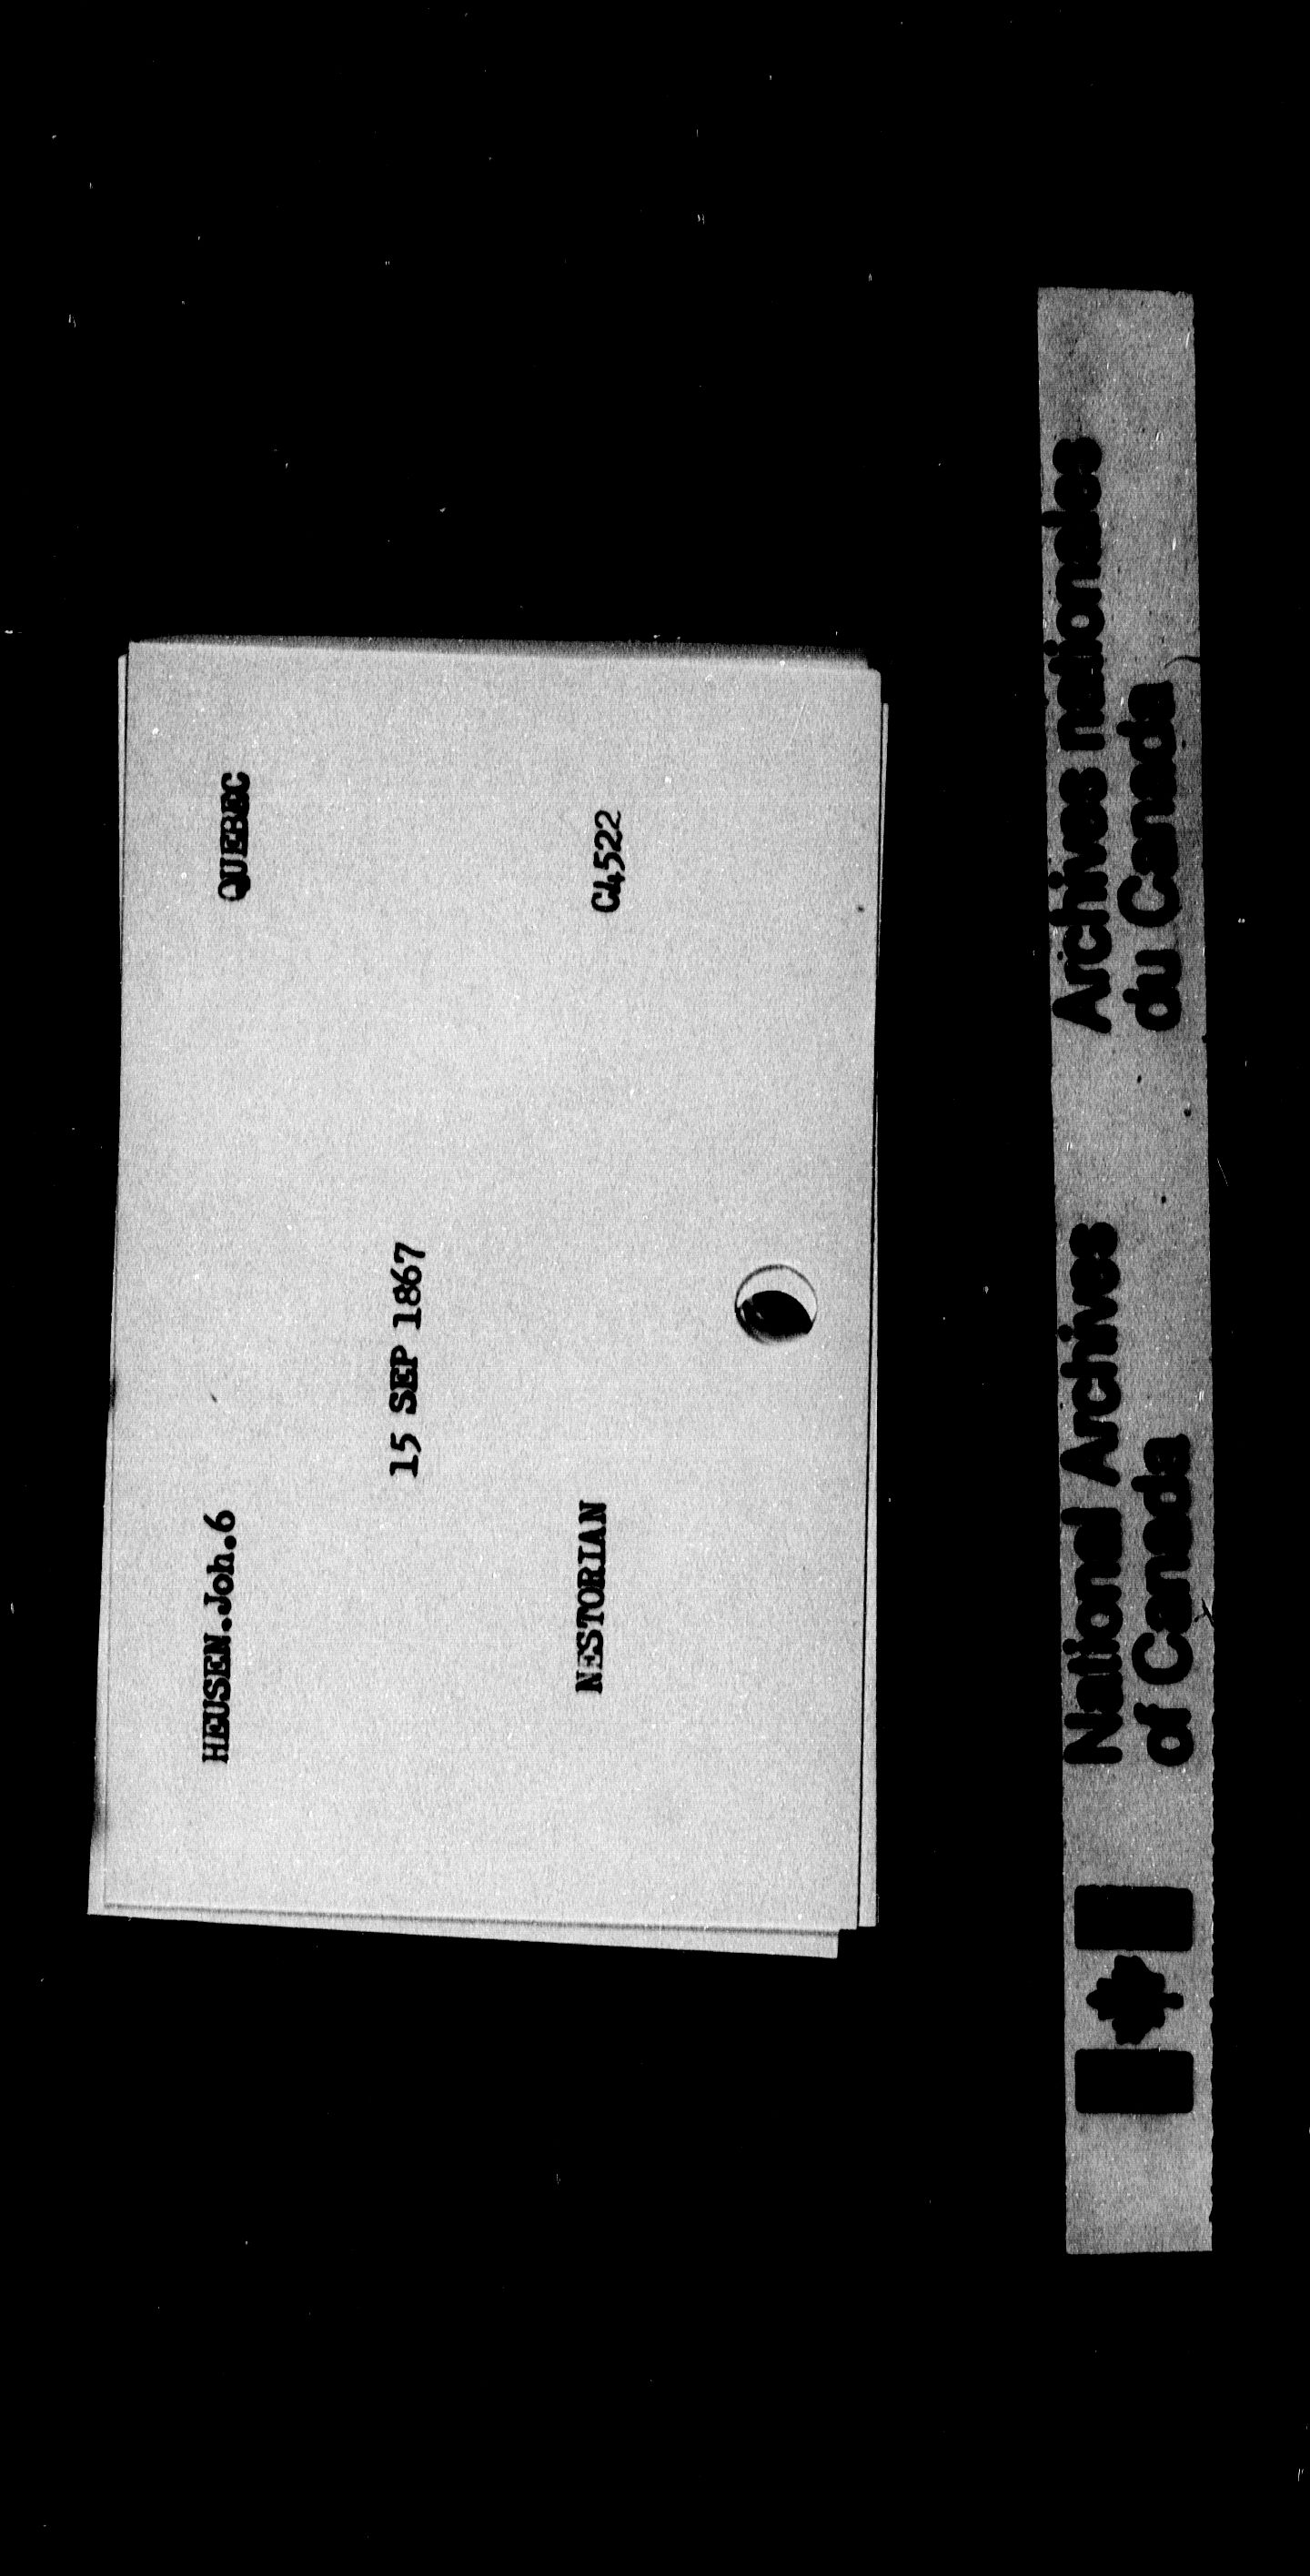 HEUSEN.Joh.6 QUEBEC
15 SEP 1867
NESTORIAN C4522
National Archives Archives nationales
of Canada du Canada